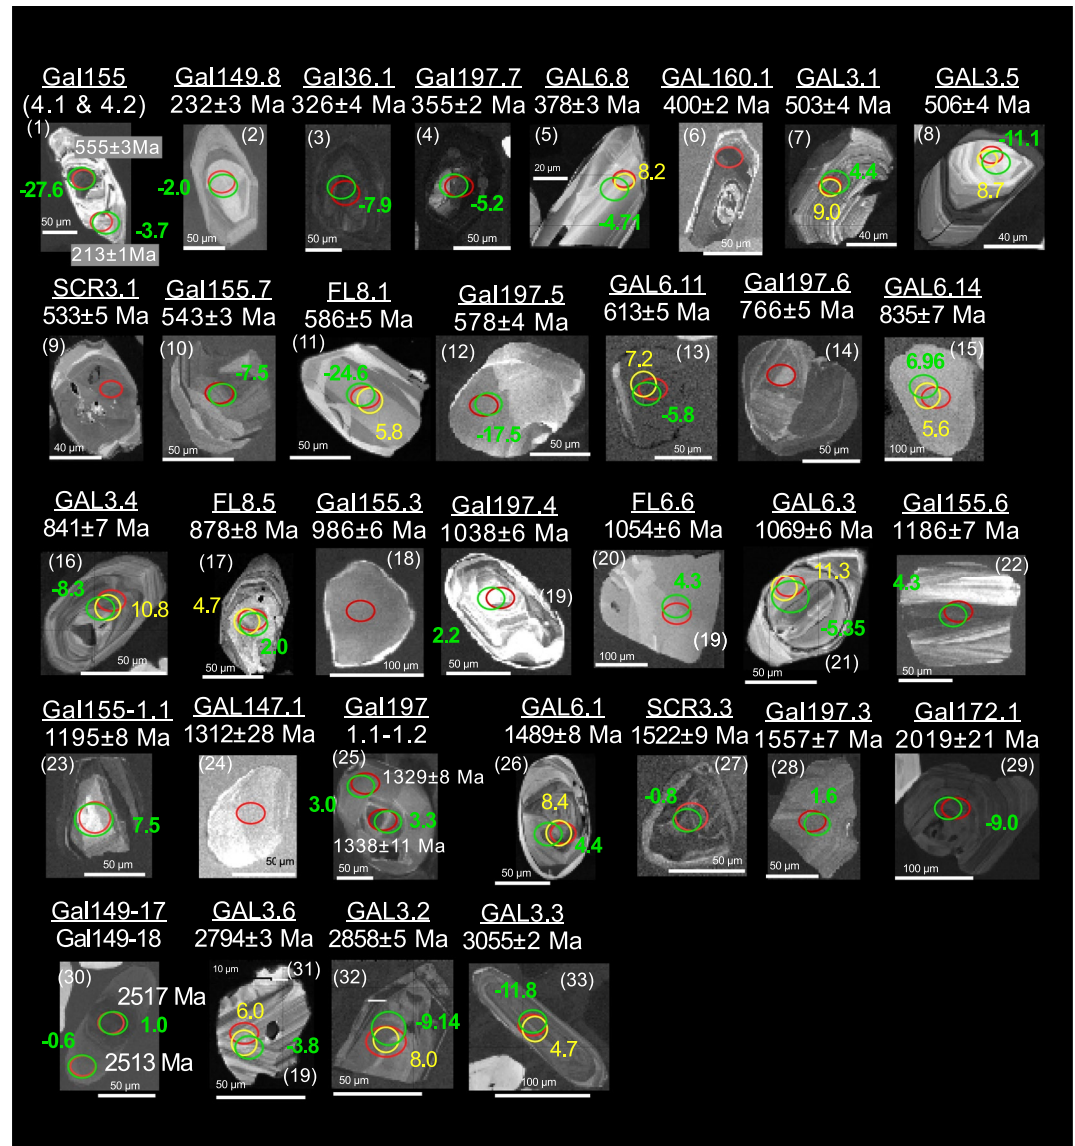 Gal155
(4.1 & 4.2)
(1)
555±3Ma
-27.6
-3.7
50 µm
213±1Ma
Gal149.8
232±3 Ma
(2)
-2.0
50 µm
Gal36.1
326±4 Ma
(3)
-7.9
50 µm
Gal197.7
355±2 Ma
(4)
-5.2
50 µm
GAL6.8
378±3 Ma
(5)
20 µm
8.2
-4.71
GAL160.1
400±2 Ma
(6)
50 µm
GAL3.1
503±4 Ma
(7)
4.4
9.0
40 µm
GAL3.5
506±4 Ma
(8)
-11.1
8.7
40 µm
SCR3.1
533±5 Ma
(9)
40 µm
Gal155.7
543±3 Ma
(10)
-7.5
50 µm
FL8.1
586±5 Ma
(11)
-24.6
5.8
50 µm
Gal197.5
578±4 Ma
(12)
-17.5
50 µm
GAL6.11
613±5 Ma
7.2
(13)
-5.8
50 µm
Gal197.6
766±5 Ma
(14)
50 µm
GAL6.14
835±7 Ma
6.96
(15)
5.6
100 µm
GAL3.4
841±7 Ma
(16)
-8.3
10.8
50 µm
FL8.5
878±8 Ma
(17)
4.7
2.0
50 µm
Gal155.3
986±6 Ma
(18)
100 µm
Gal197.4
1038±6 Ma
(19)
2.2
50 µm
FL6.6
1054±6 Ma
(20)
4.3
(19)
100 µm
GAL6.3
1069±6 Ma
11.3
-5.35
(21)
50 µm
Gal155.6
1186±7 Ma
(22)
4.3
50 µm
Gal155-1.1
1195±8 Ma
(23)
7.5
50 µm
GAL147.1
1312±28 Ma
(24)
50 µm
Gal197
1.1-1.2
(25)
1329±8 Ma
3.0
3.3
1338±11 Ma
50 µm
GAL6.1
1489±8 Ma
(26)
8.4
4.4
50 µm
SCR3.3
1522±9 Ma
(27)
-0.8
50 µm
Gal197.3
1557±7 Ma
(28)
1.6
50 µm
Gal172.1
2019±21 Ma
(29)
-9.0
100 µm
Gal149-17
Gal149-18
(30)
2517 Ma
1.0
-0.6
2513 Ma
50 µm
GAL3.6
2794±3 Ma
10 µm
(31)
6.0
-3.8
(19)
50 µm
GAL3.2
2858±5 Ma
(32)
-9.14
8.0
50 µm
GAL3.3
3055±2 Ma
-11.8
(33)
4.7
100 µm